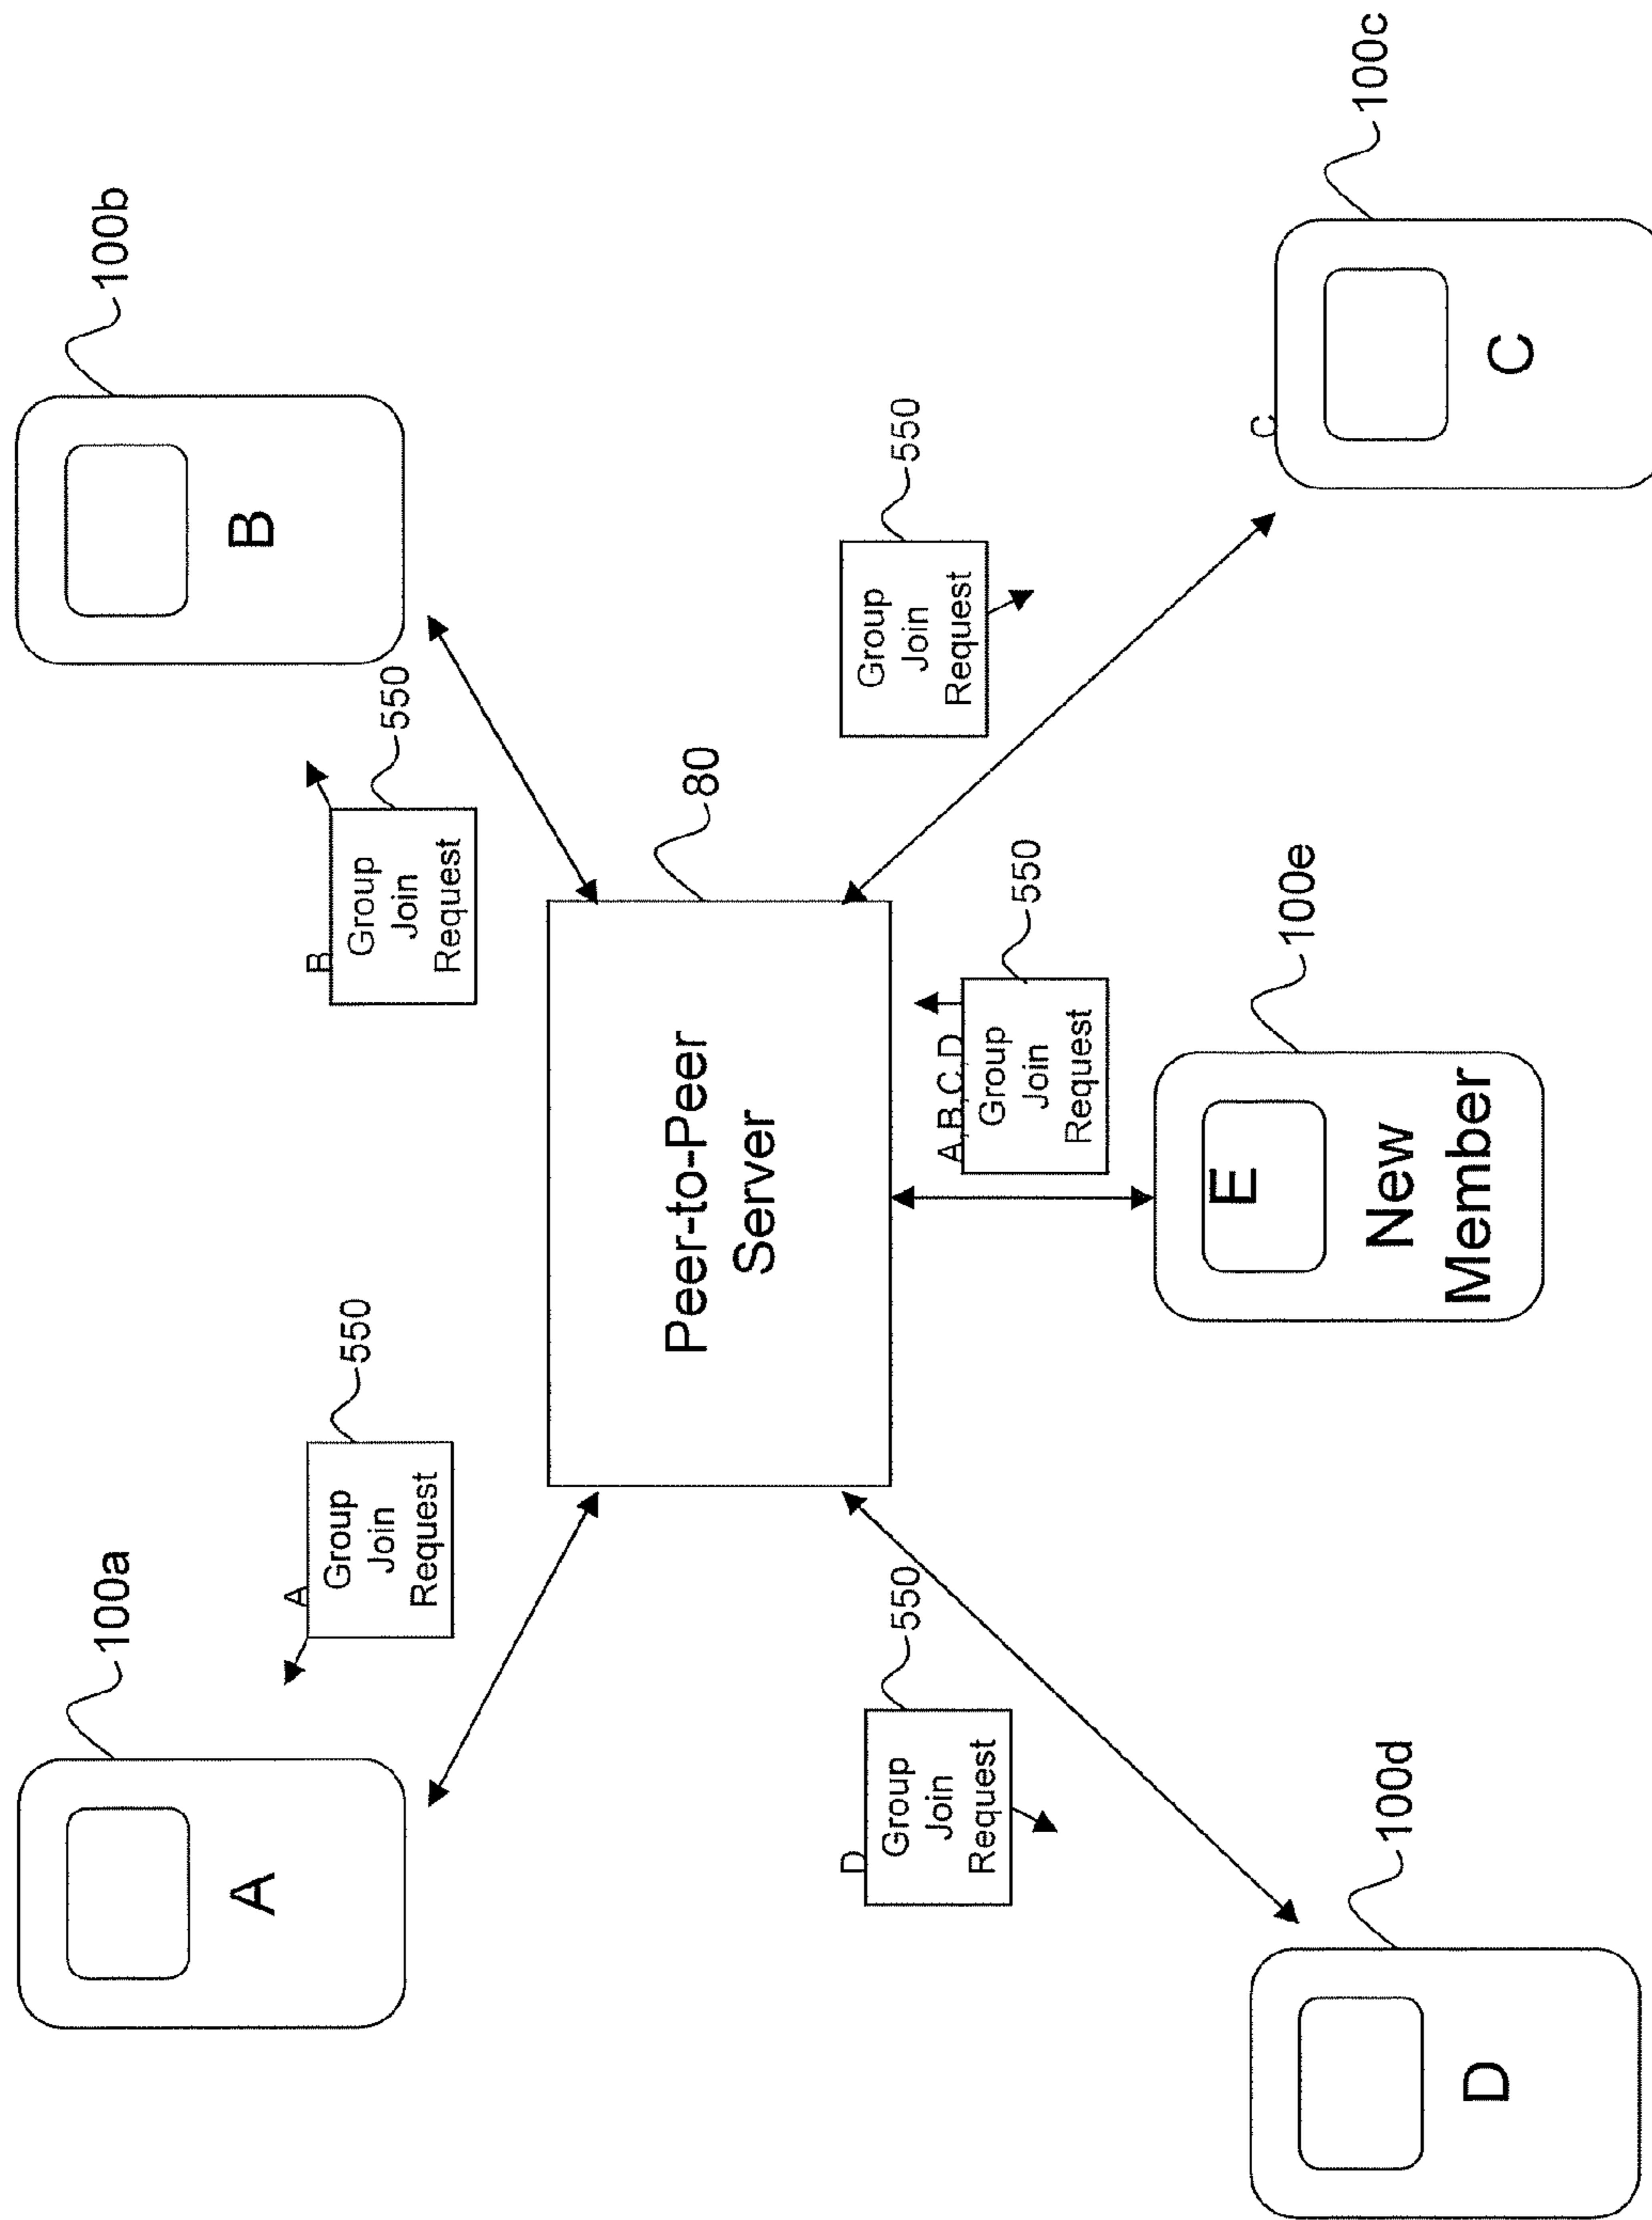 100a
100b
A
B
A
Group
Join
Request
550
B
Group
Join
Request
550
Peer-to-Peer
Server
80
D
Group
Join
Request
550
A,B,C,D
Group
Join
Request
550
Group
Join
Request
550
100d
D
E
New
Member
100e
C
C
100c